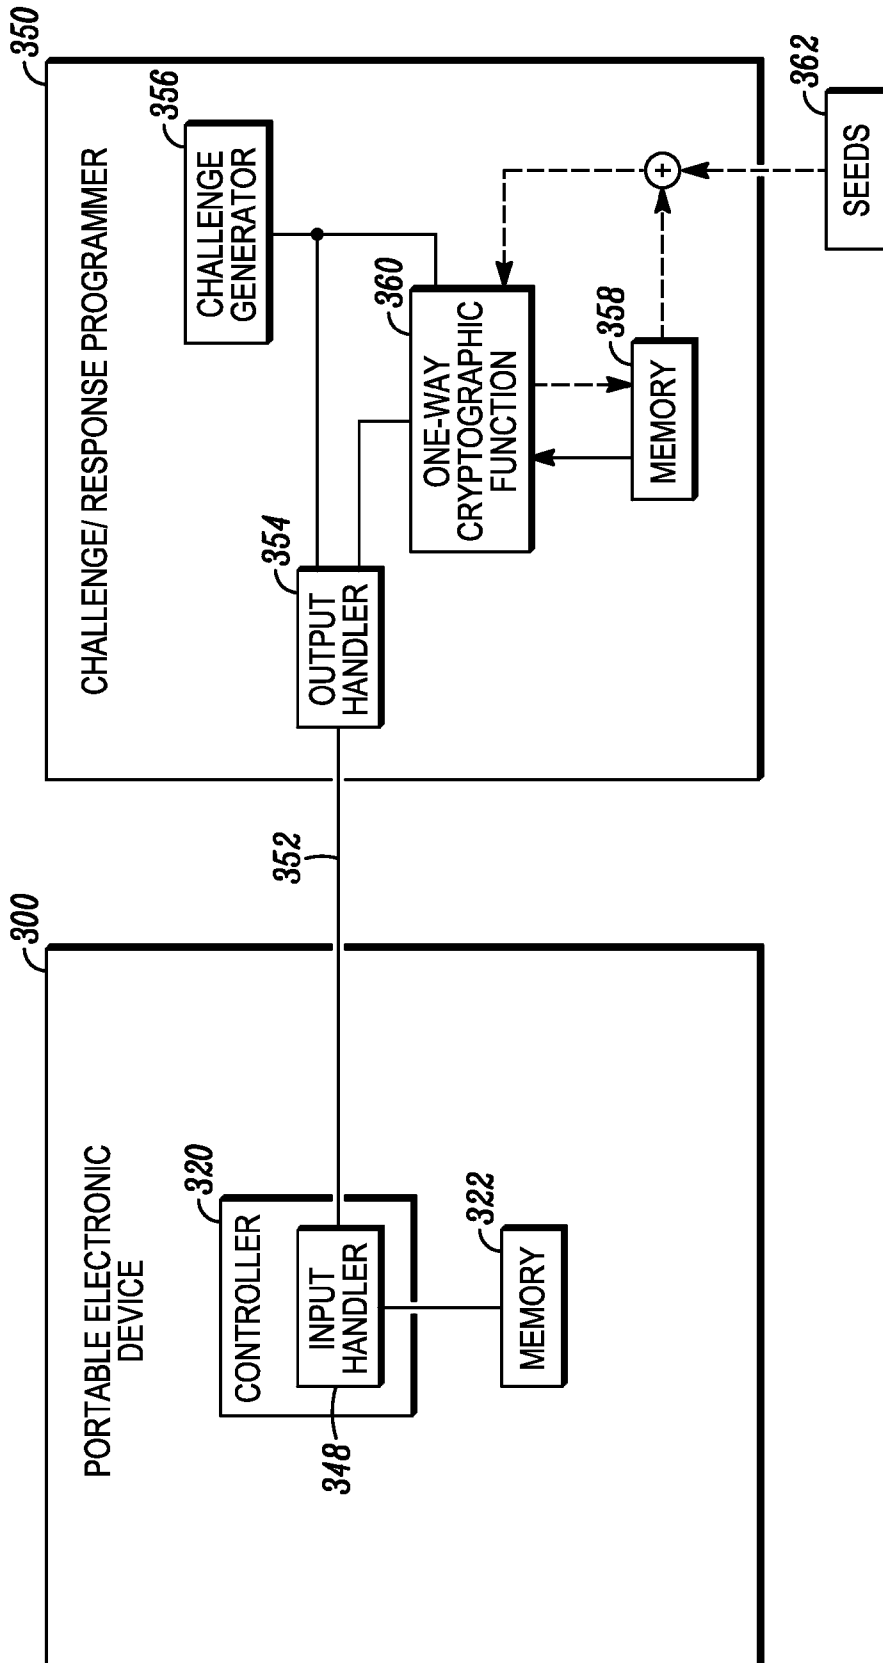 300
PORTABLE ELECTRONIC
DEVICE
320
CONTROLLER
INPUT
HANDLER
348
322
MEMORY
352
350
CHALLENGE/ RESPONSE PROGRAMMER
356
CHALLENGE
GENERATOR
354
OUTPUT
HANDLER
360
ONE-WAY
CRYPTOGRAPHIC
FUNCTION
358
MEMORY
+
362
SEEDS